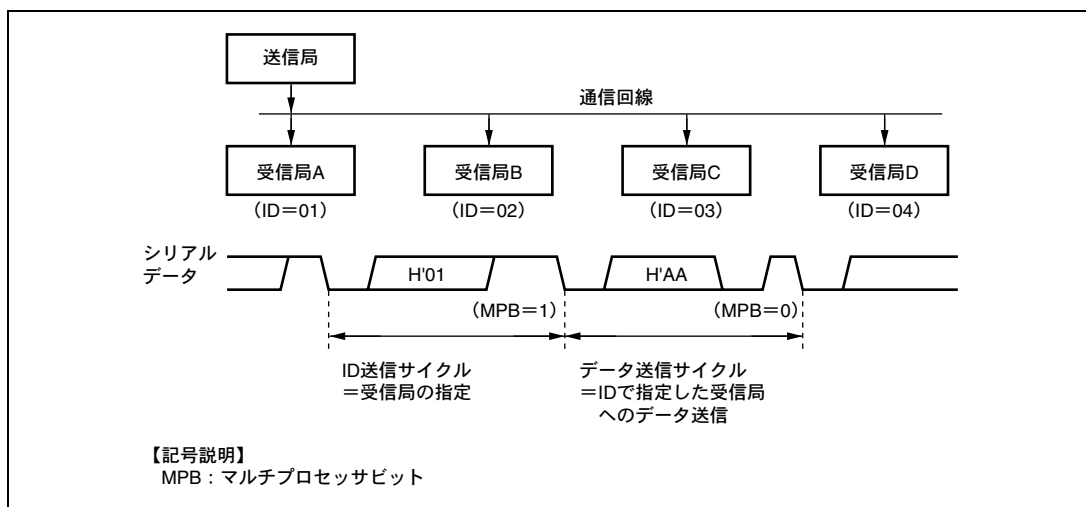 送信局
通信回線
受信局A 受信局B 受信局C 受信局D
（ID＝01） （ID＝02） （ID＝03） （ID＝04）
シリアル
データ
H'01 H'AA
（MPB＝1） （MPB＝0）
ID送信サイクル
＝受信局の指定
データ送信サイクル
＝IDで指定した受信局
へのデータ送信
【記号説明】
MPB：マルチプロセッサビット